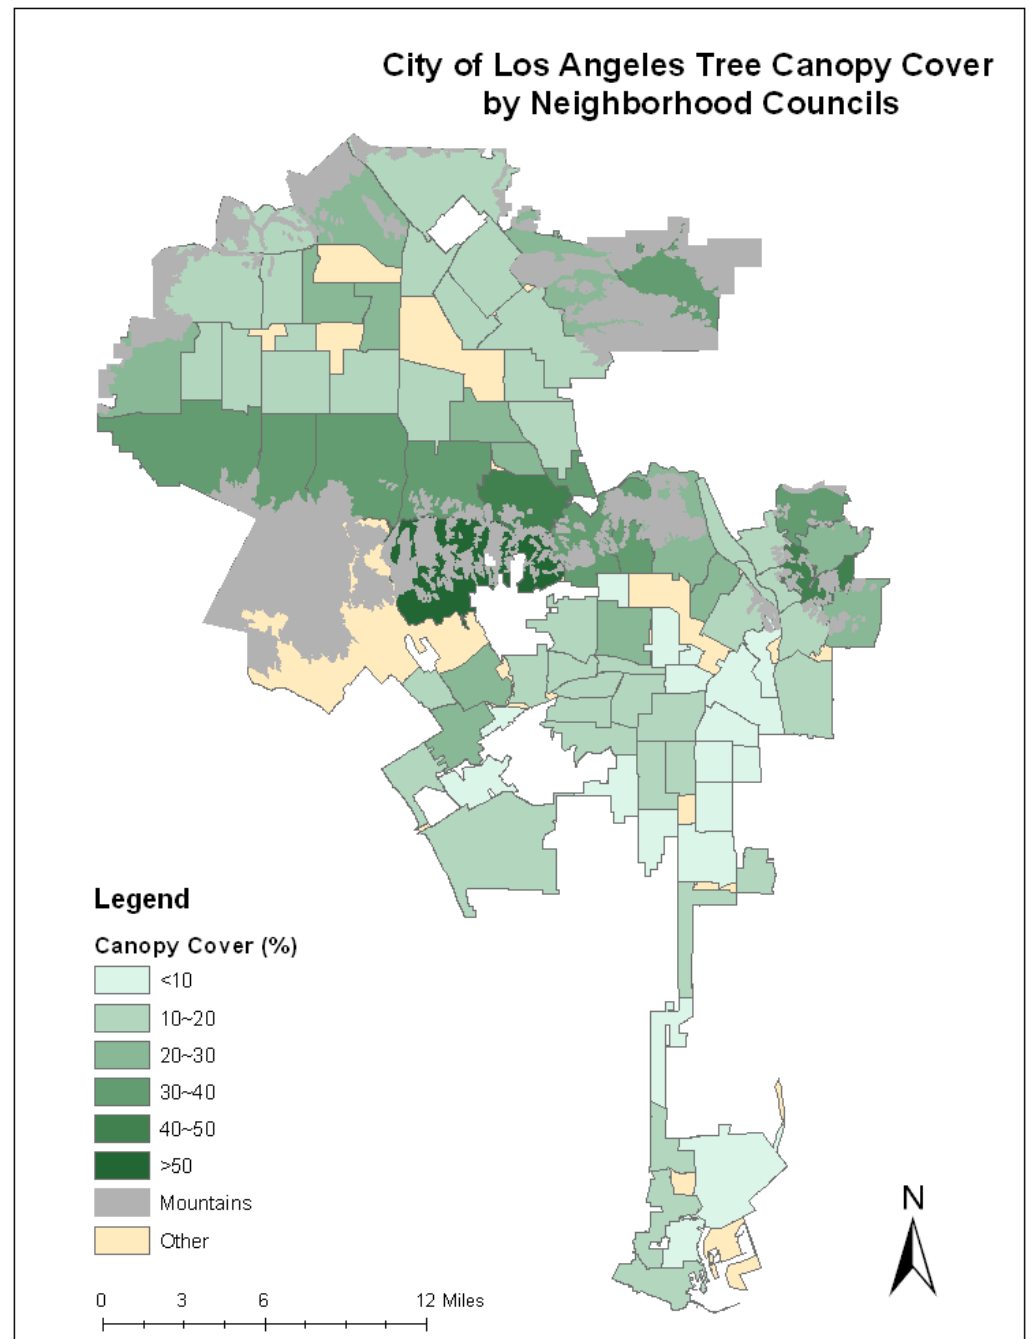 City of Los Angeles Tree Canopy Cover
by Neighborhood Councils
Legend
Canopy Cover (%)
<10
10~20
20~30
30~40
40~50
>50
Mountains
Other
0 3 6 12 Miles
N